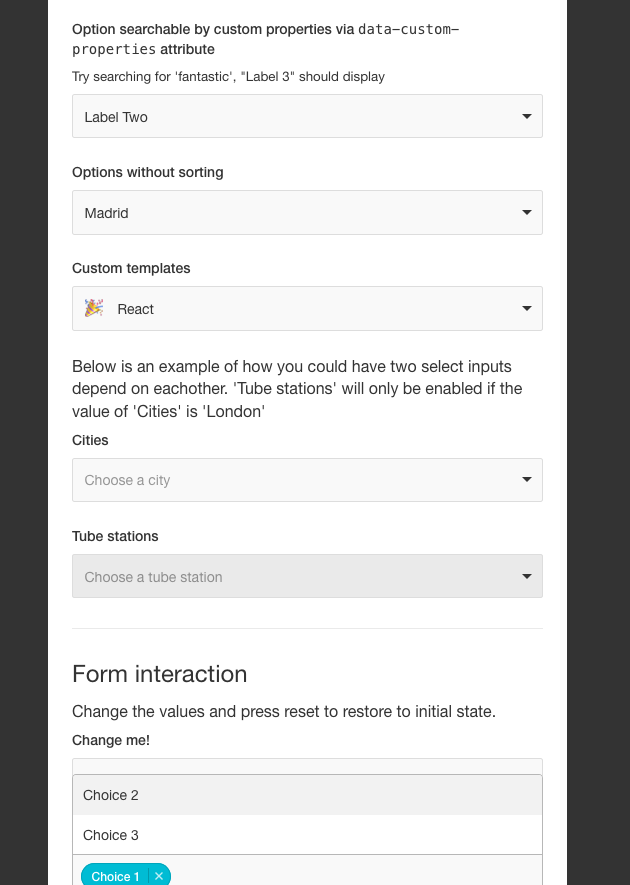 Option searchable by custom properties via data-custom-
properties attribute
Try searching for 'fantastic', "Label 3" should display
Label Two
Options without sorting
Madrid
Custom templates
React
Below is an example of how you could have two select inputs
depend on eachother. 'Tube stations' will only be enabled if the
value of 'Cities' is 'London'
Cities
Choose a city
Tube stations
Choose a tube station
Form interaction
Change the values and press reset to restore to initial state.
Change me!
Choice 2
Choice 3
Choice 1